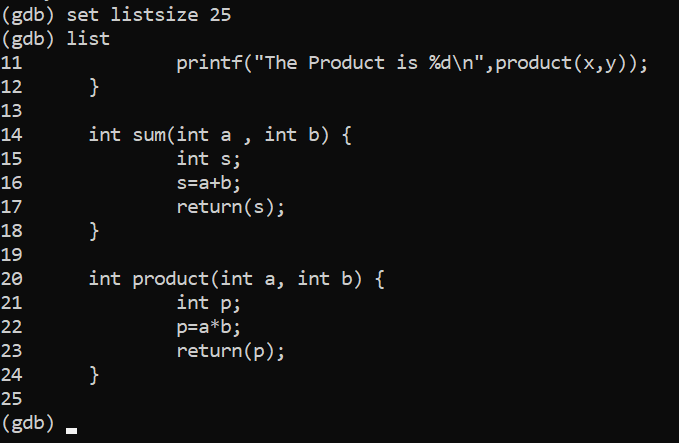 (gdb) set listsize 25
(gdb) list
11              printf("The Product is %d\n",product(x,y));
12      }
13
14      int sum(int a , int b) {
15              int s;
16              s=a+b;
17              return(s);
18      }
19
20      int product(int a, int b) {
21              int p;
22              p=a*b;
23              return(p);
24      }
25
(gdb)